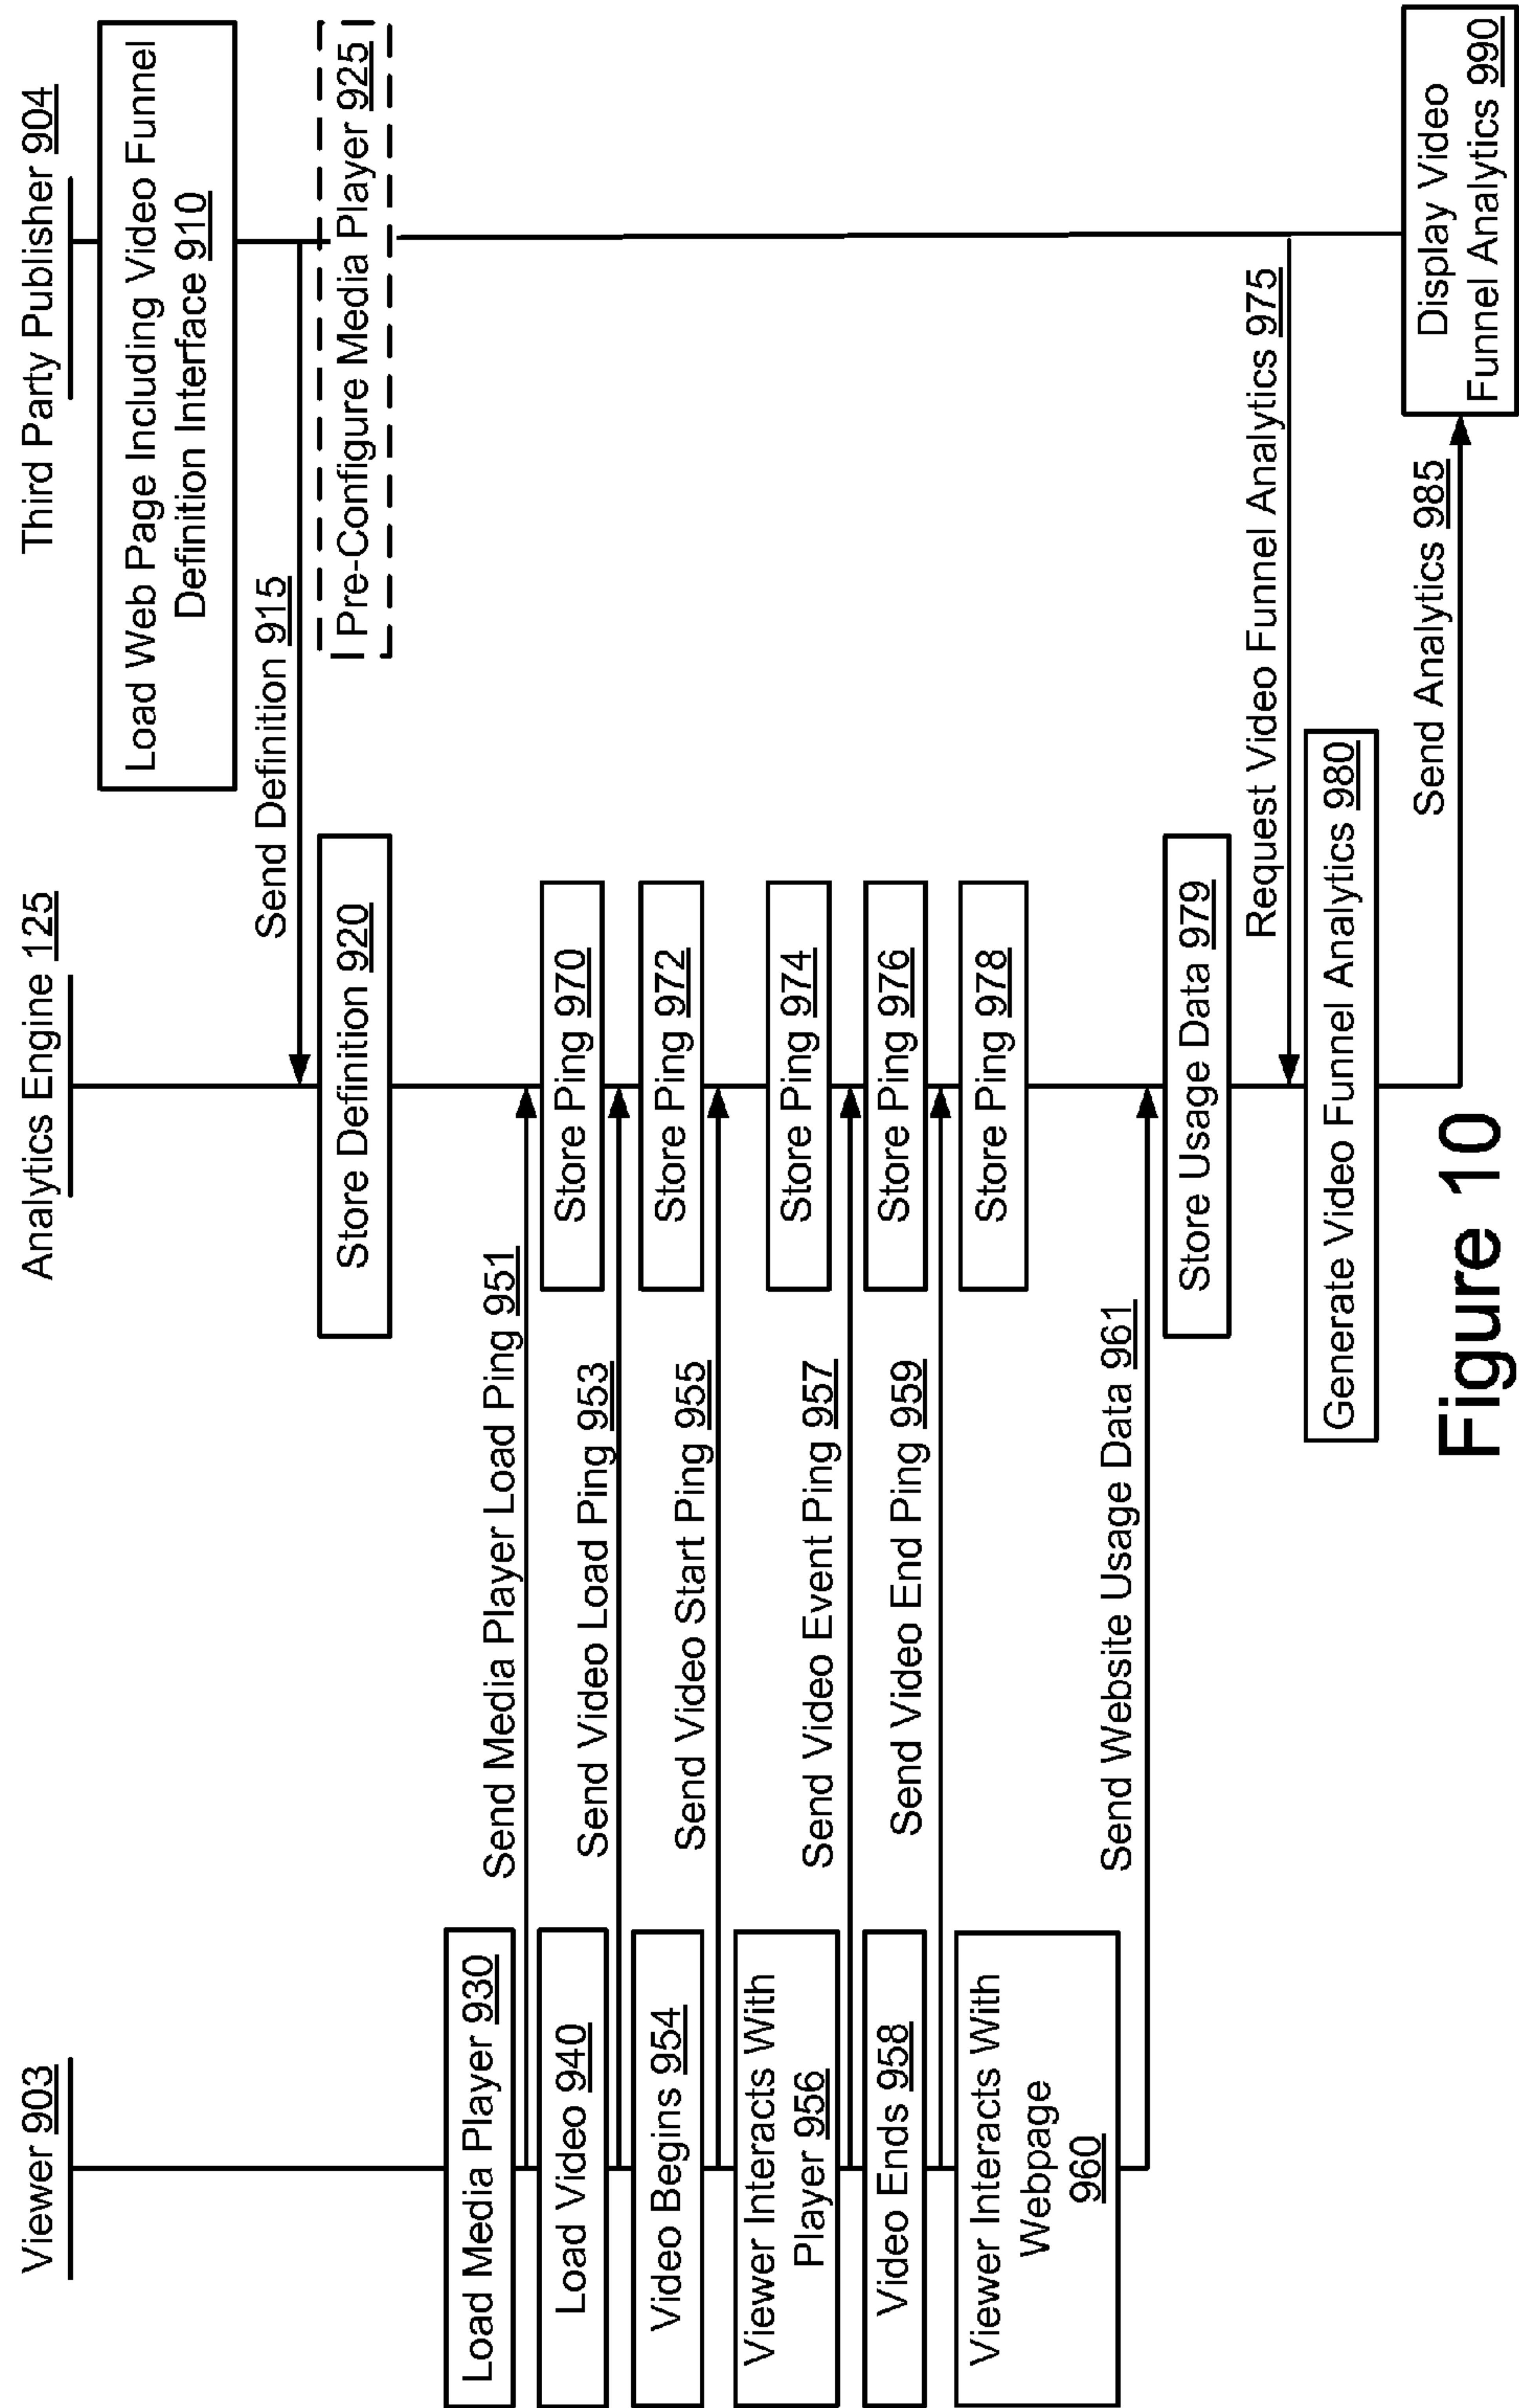 Viewer 903
Analytics Engine 125
Third Party Publisher 904
Load Web Page Including Video Funnel
Definition Interface 910
Send Definition 915
Store Definition 920
Pre-Configure Media Player 925
Load Media Player 930
Send Media Player Load Ping 951
Load Video 940
Store Ping 970
Send Video Load Ping 953
Video Begins 954
Store Ping 972
Send Video Start Ping 955
Viewer Interacts With
Player 956
Store Ping 974
Send Video Event Ping 957
Video Ends 958
Store Ping 976
Send Video End Ping 959
Viewer Interacts With
Webpage
960
Store Ping 978
Send Website Usage Data 961
Store Usage Data 979
Request Video Funnel Analytics 975
Generate Video Funnel Analytics 980
Send Analytics 985
Display Video
Funnel Analytics 990
Figure 10